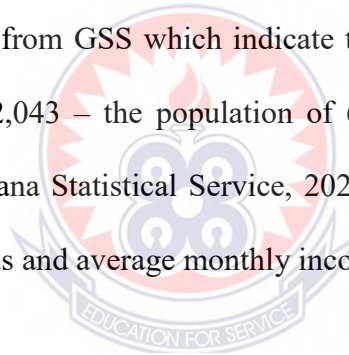 from GSS which indicate t
2,043 – the population of
ana Statistical Service, 202
s and average monthly inco
EDUCATION FOR SERVICE